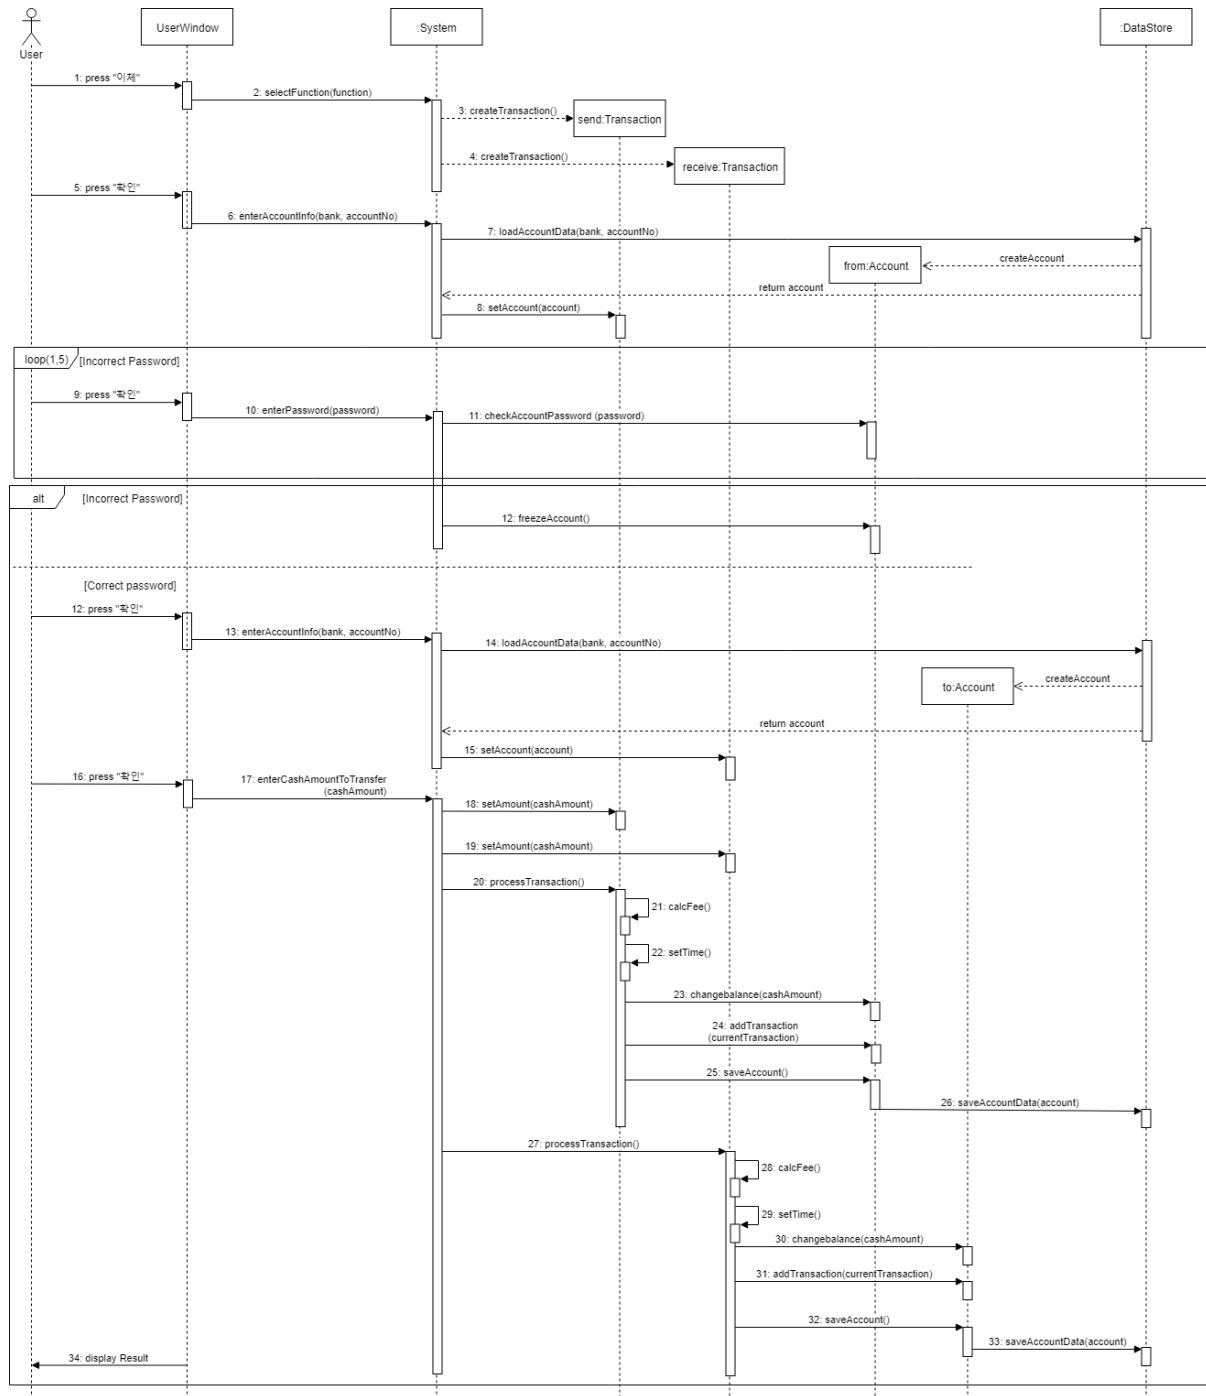 User
UserWindow
:System
:DataStore
1: press "이체"
2: selectFunction(function)
3: createTransaction()
send:Transaction
4: createTransaction()
receive:Transaction
5: press "확인"
6: enterAccountInfo(bank, accountNo)
7: loadAccountData(bank, accountNo)
from:Account
createAccount
return account
8: setAccount(account)
loop(1,5)
[Incorrect Password]
9: press "확인"
10: enterPassword(password)
11: checkAccountPassword (password)
alt
[Incorrect Password]
12: freezeAccount()
[Correct password]
12: press "확인"
13: enterAccountInfo(bank, accountNo)
14: loadAccountData(bank, accountNo)
to:Account
createAccount
return account
15: setAccount(account)
16: press "확인"
17: enterCashAmountToTransfer
(cashAmount)
18: setAmount(cashAmount)
19: setAmount(cashAmount)
20: processTransaction()
21: calcFee()
22: setTime()
23: changebalance(cashAmount)
24: addTransaction
(currentTransaction)
25: saveAccount()
26: saveAccountData(account)
27: processTransaction()
28: calcFee()
29: setTime()
30: changebalance(cashAmount)
31: addTransaction(currentTransaction)
32: saveAccount()
33: saveAccountData(account)
34: display Result